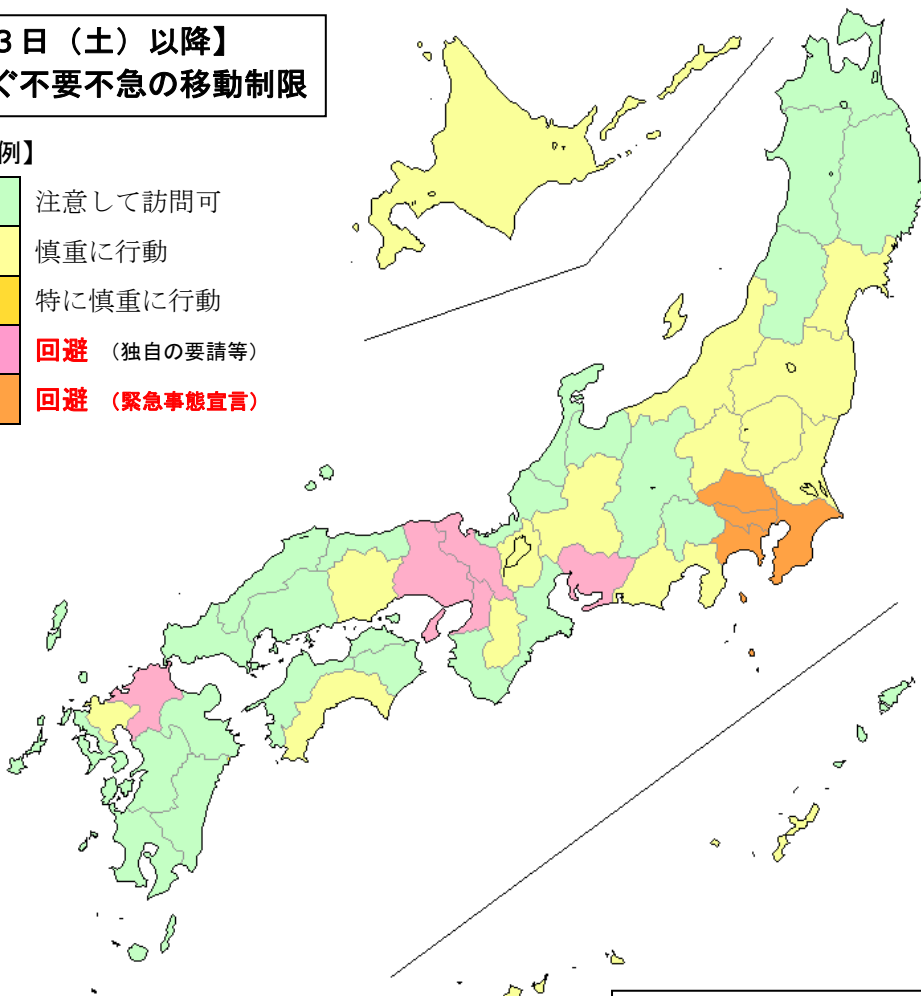 ３日（土）以降】
ぐ不要不急の移動制限
例】
注意して訪問可
慎重に行動
特に慎重に行動
回避 （独自の要請等）
回避 （緊急事態宣言）